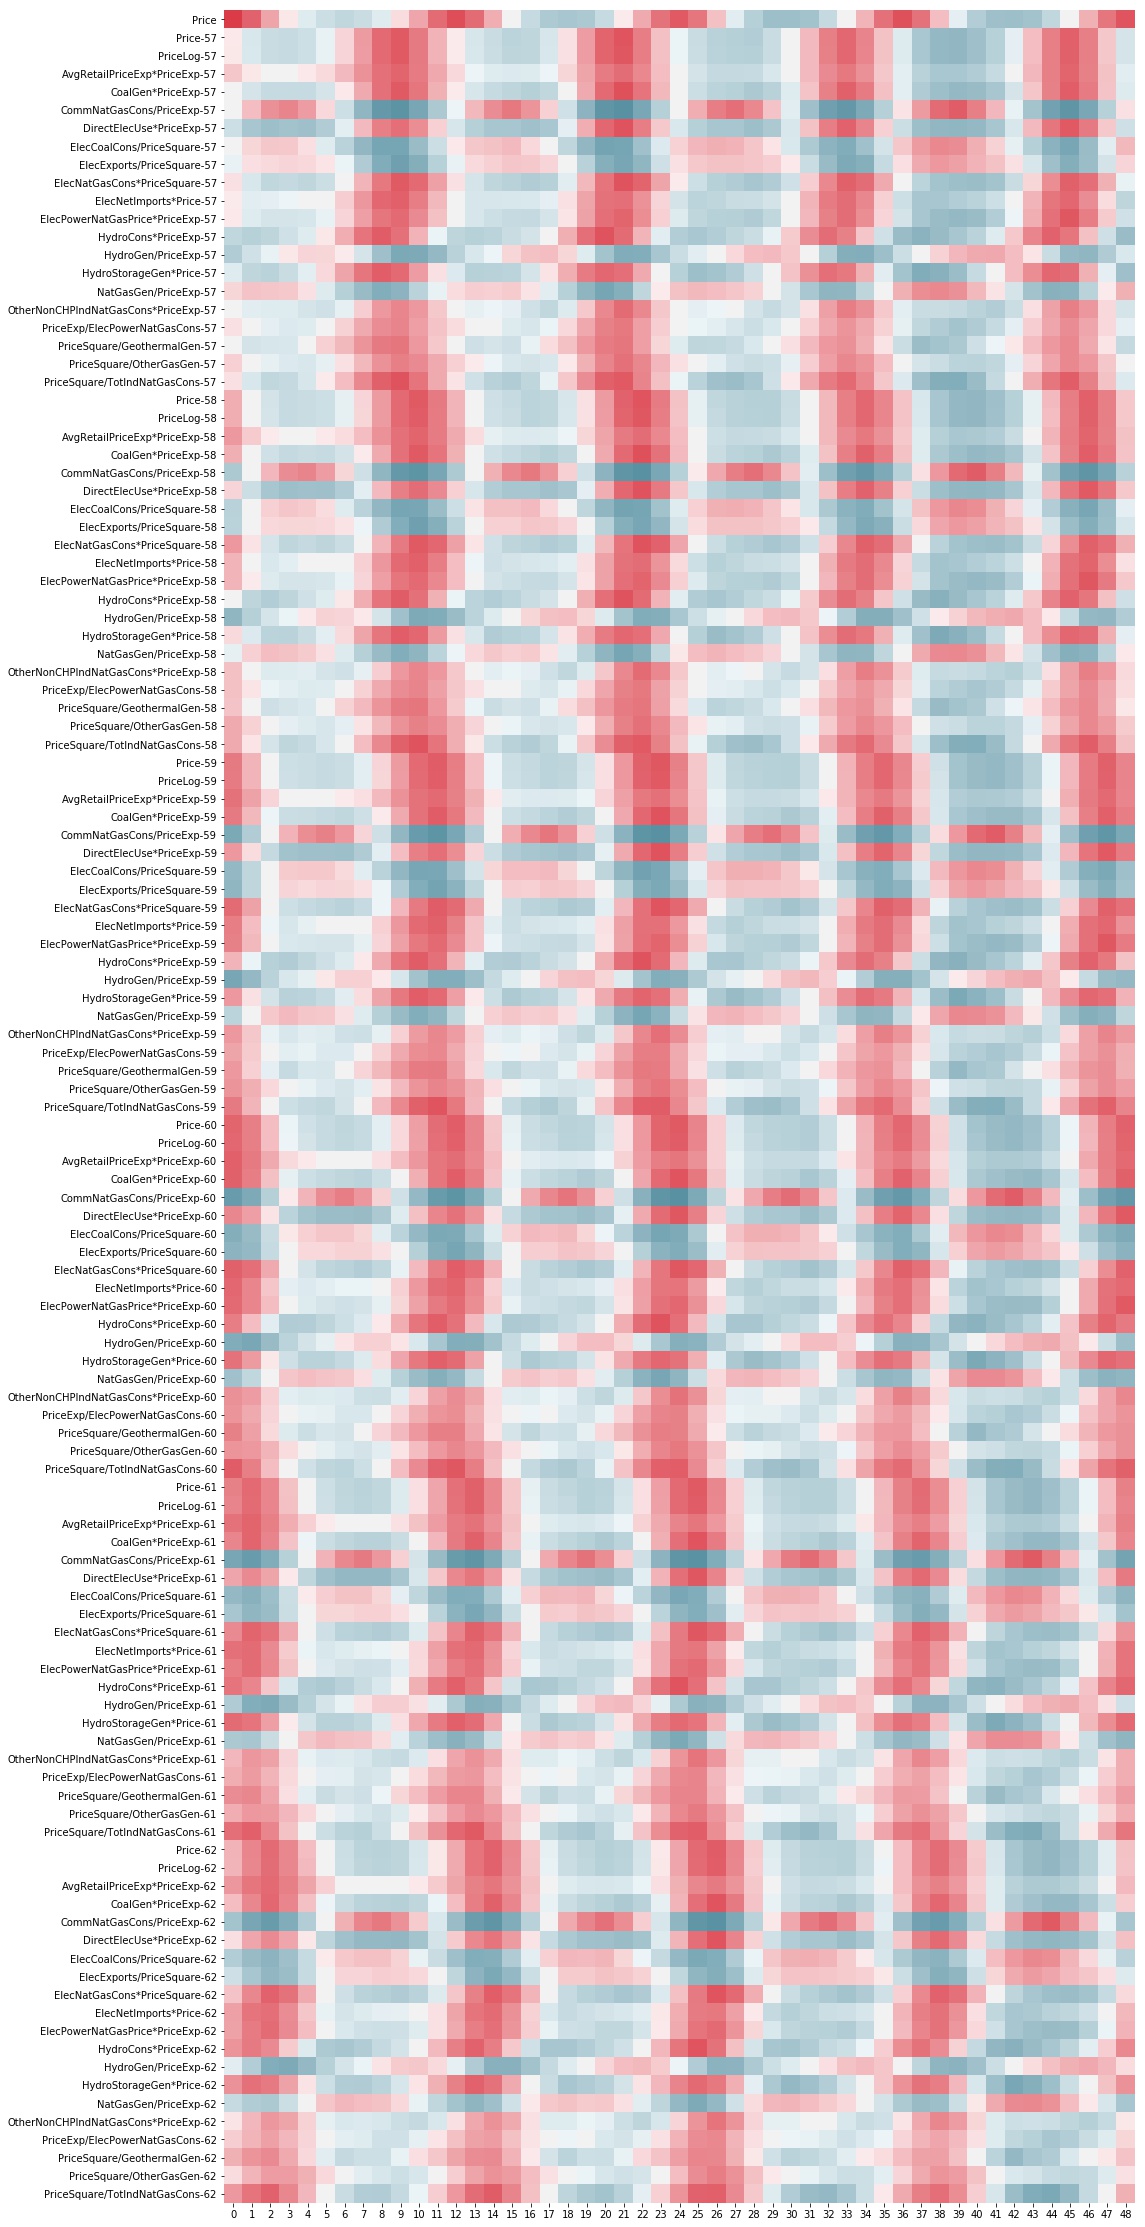 Price
Price-57
PriceLog-57
AvgRetailPriceExp*PriceExp-57
CoalGen*PriceExp-57
CommNatGasCons/PriceExp-57
DirectElecUse*PriceExp-57
ElecCoalCons/PriceSquare-57
ElecExports/PriceSquare-57
ElecNatGasCons*PriceSquare-57
ElecNetImports*Price-57
ElecPowerNatGasPrice*PriceExp-57
HydroCons*PriceExp-57
HydroGen/PriceExp-57
HydroStorageGen*Price-57
NatGasGen/PriceExp-57
OtherNonCHPIndNatGasCons*PriceExp-57
PriceExp/ElecPowerNatGasCons-57
PriceSquare/GeothermalGen-57
PriceSquare/OtherGasGen-57
PriceSquare/TotIndNatGasCons-57
Price-58
PriceLog-58
AvgRetailPriceExp*PriceExp-58
CoalGen*PriceExp-58
CommNatGasCons/PriceExp-58
DirectElecUse*PriceExp-58
ElecCoalCons/PriceSquare-58
ElecExports/PriceSquare-58
ElecNatGasCons*PriceSquare-58
ElecNetImports*Price-58
ElecPowerNatGasPrice*PriceExp-58
HydroCons*PriceExp-58
HydroGen/PriceExp-58
HydroStorageGen*Price-58
NatGasGen/PriceExp-58
OtherNonCHPIndNatGasCons*PriceExp-58
PriceExp/ElecPowerNatGasCons-58
PriceSquare/GeothermalGen-58
PriceSquare/OtherGasGen-58
PriceSquare/TotIndNatGasCons-58
Price-59
PriceLog-59
AvgRetailPriceExp*PriceExp-59
CoalGen*PriceExp-59
CommNatGasCons/PriceExp-59
DirectElecUse*PriceExp-59
ElecCoalCons/PriceSquare-59
ElecExports/PriceSquare-59
ElecNatGasCons*PriceSquare-59
ElecNetImports*Price-59
ElecPowerNatGasPrice*PriceExp-59
HydroCons*PriceExp-59
HydroGen/PriceExp-59
HydroStorageGen*Price-59
NatGasGen/PriceExp-59
OtherNonCHPIndNatGasCons*PriceExp-59
PriceExp/ElecPowerNatGasCons-59
PriceSquare/GeothermalGen-59
PriceSquare/OtherGasGen-59
PriceSquare/TotIndNatGasCons-59
Price-60
PriceLog-60
AvgRetailPriceExp*PriceExp-60
CoalGen*PriceExp-60
CommNatGasCons/PriceExp-60
DirectElecUse*PriceExp-60
ElecCoalCons/PriceSquare-60
ElecExports/PriceSquare-60
ElecNatGasCons*PriceSquare-60
ElecNetImports*Price-60
ElecPowerNatGasPrice*PriceExp-60
HydroCons*PriceExp-60
HydroGen/PriceExp-60
HydroStorageGen*Price-60
NatGasGen/PriceExp-60
OtherNonCHPIndNatGasCons*PriceExp-60
PriceExp/ElecPowerNatGasCons-60
PriceSquare/GeothermalGen-60
PriceSquare/OtherGasGen-60
PriceSquare/TotIndNatGasCons-60
Price-61
PriceLog-61
AvgRetailPriceExp*PriceExp-61
CoalGen*PriceExp-61
CommNatGasCons/PriceExp-61
DirectElecUse*PriceExp-61
ElecCoalCons/PriceSquare-61
ElecExports/PriceSquare-61
ElecNatGasCons*PriceSquare-61
ElecNetImports*Price-61
ElecPowerNatGasPrice*PriceExp-61
HydroCons*PriceExp-61
HydroGen/PriceExp-61
HydroStorageGen*Price-61
NatGasGen/PriceExp-61
OtherNonCHPIndNatGasCons*PriceExp-61
PriceExp/ElecPowerNatGasCons-61
PriceSquare/GeothermalGen-61
PriceSquare/OtherGasGen-61
PriceSquare/TotIndNatGasCons-61
Price-62
PriceLog-62
AvgRetailPriceExp*PriceExp-62
CoalGen*PriceExp-62
CommNatGasCons/PriceExp-62
DirectElecUse*PriceExp-62
ElecCoalCons/PriceSquare-62
ElecExports/PriceSquare-62
ElecNatGasCons*PriceSquare-62
ElecNetImports*Price-62
ElecPowerNatGasPrice*PriceExp-62
HydroCons*PriceExp-62
HydroGen/PriceExp-62
HydroStorageGen*Price-62
NatGasGen/PriceExp-62
OtherNonCHPIndNatGasCons*PriceExp-62
PriceExp/ElecPowerNatGasCons-62
PriceSquare/GeothermalGen-62
PriceSquare/OtherGasGen-62
PriceSquare/TotIndNatGasCons-62
0 1 2 3 4 5 6 7 8 9 10 11 12 13 14 15 16 17 18 19 20 21 22 23 24 25 26 27 28 29 30 31 32 33 34 35 36 37 38 39 40 41 42 43 44 45 46 47 48